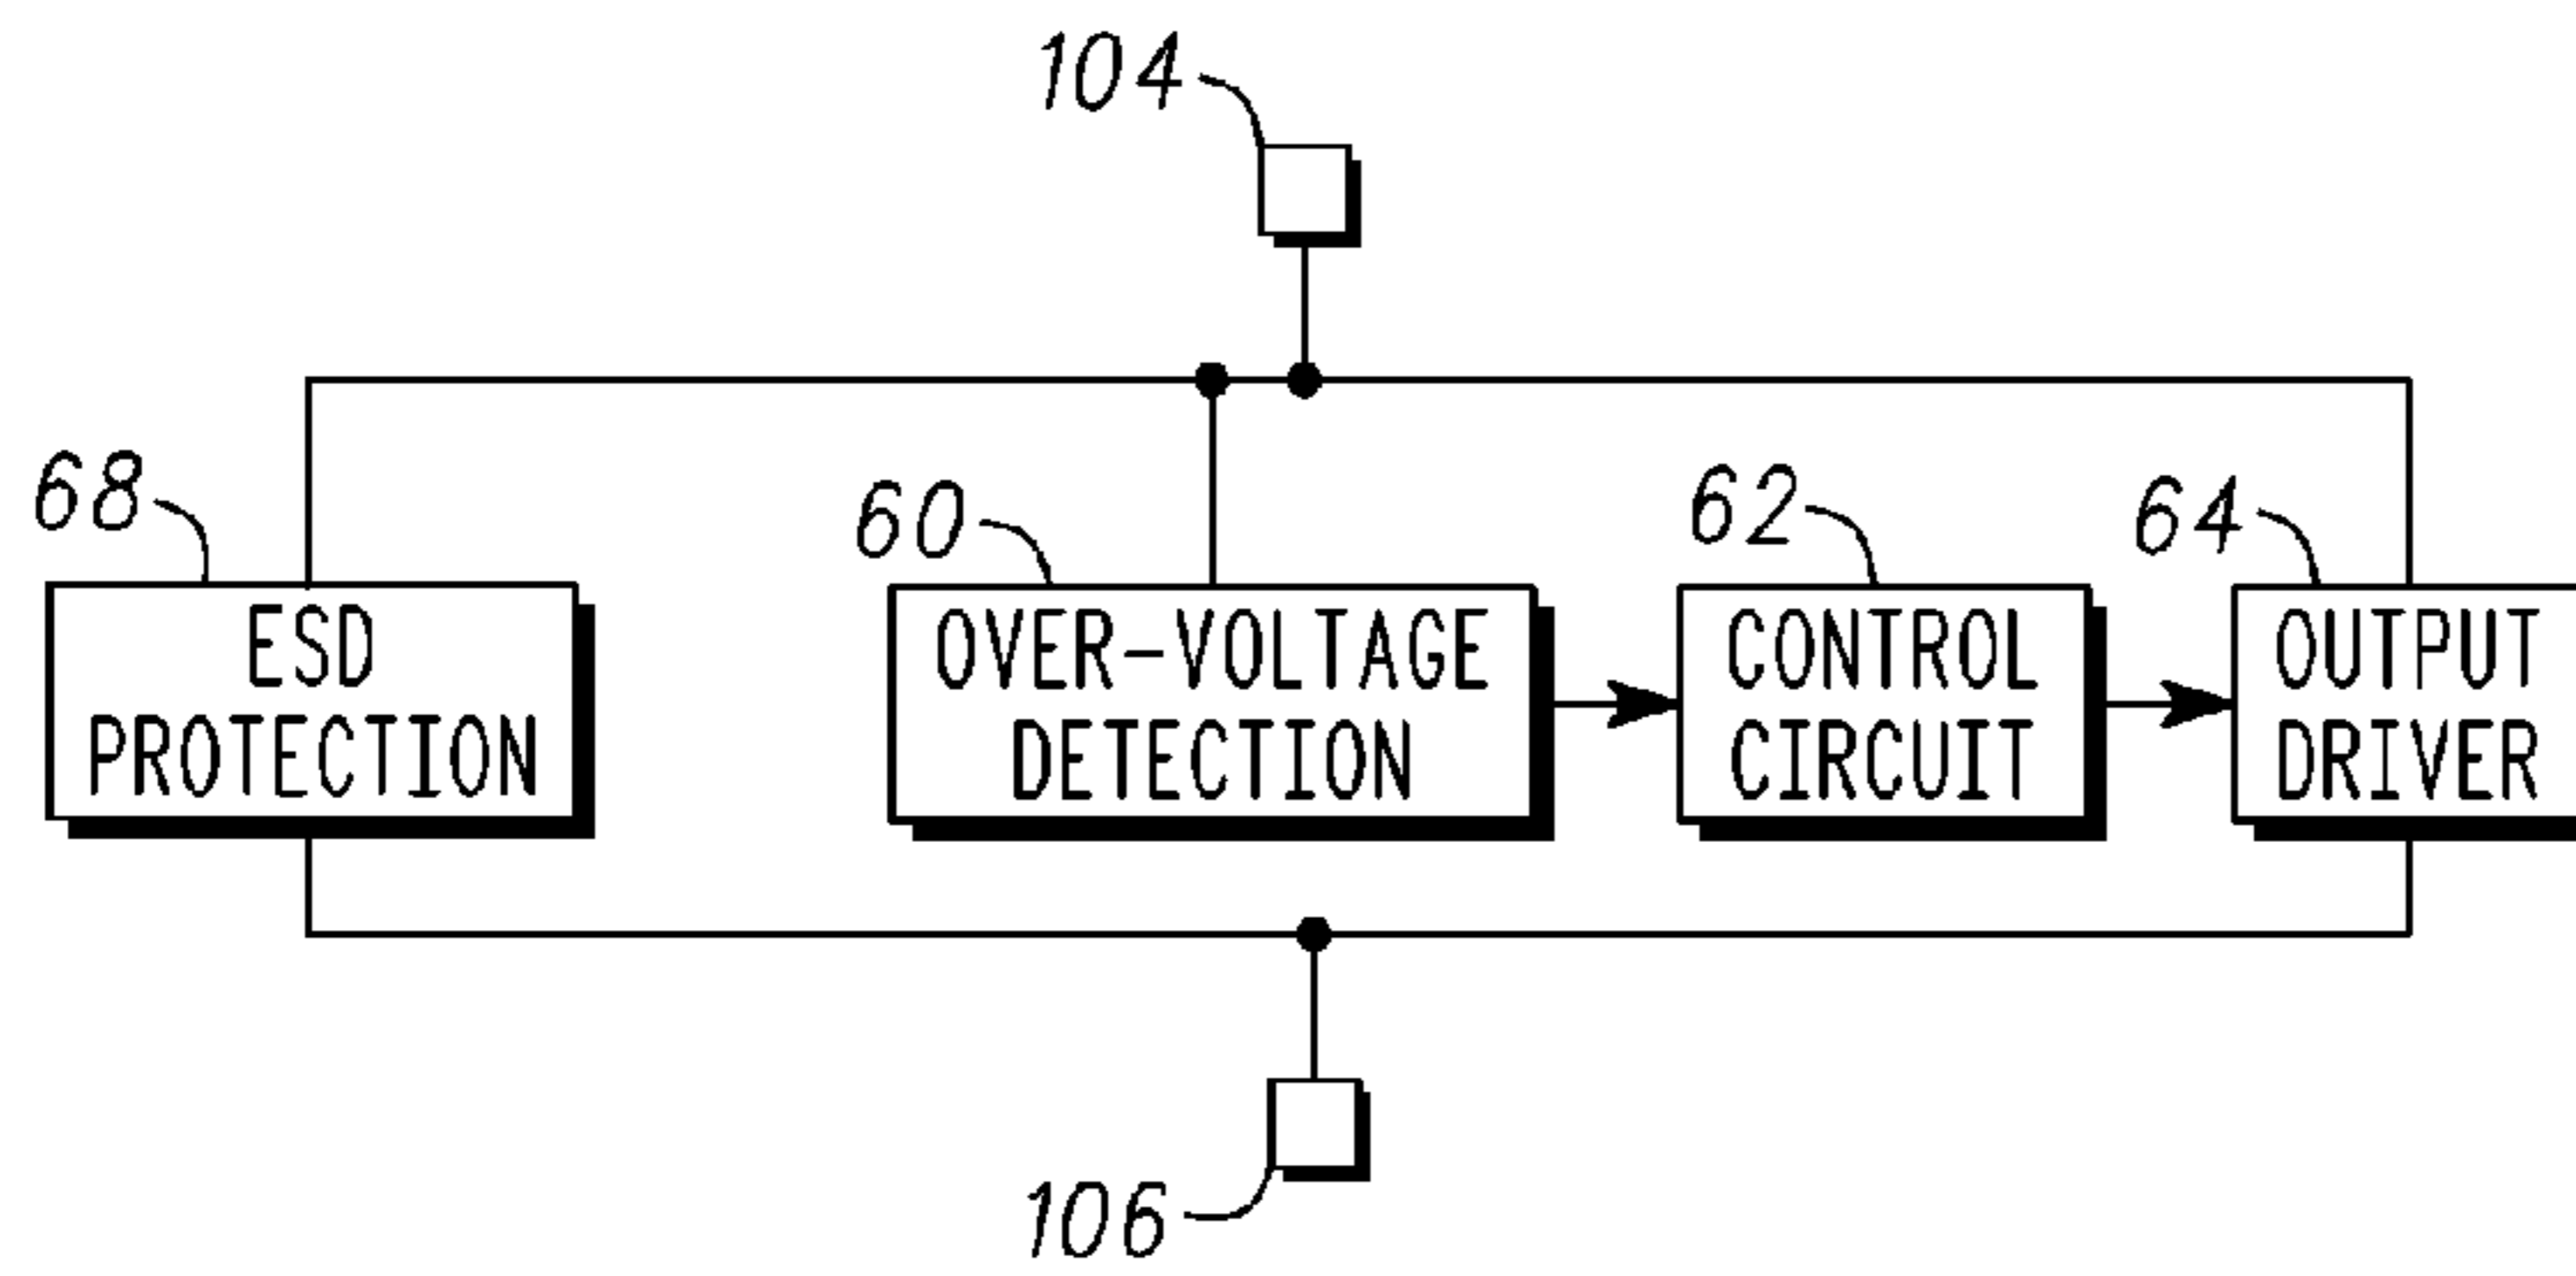 104
68
60
62
64
ESD
PROTECTION
OVER-VOLTAGE
DETECTION
CONTROL
CIRCUIT
OUTPUT
DRIVER
106